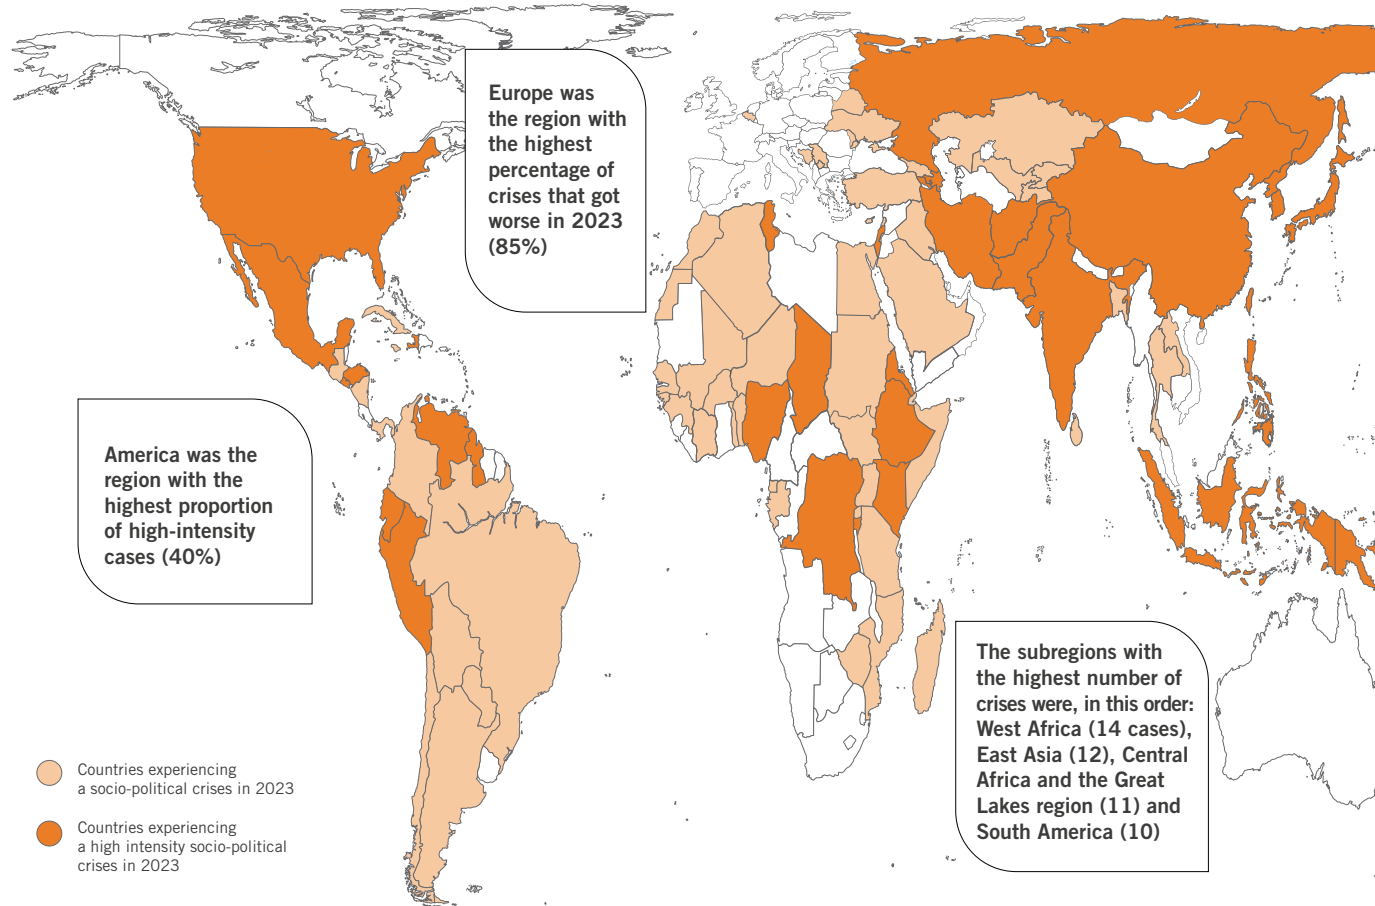 Europe was
the region with
the highest
percentage of
crises that got
worse in 2023
(85%)
America was the
region with the
highest proportion
of high-intensity
cases (40%)
The subregions with
the highest number of
crises were, in this order:
West Africa (14 cases),
East Asia (12), Central
Africa and the Great
Lakes region (11) and
South America (10)
Countries experiencing
a socio-political crises in 2023
Countries experiencing
a high intensity socio-political
crises in 2023